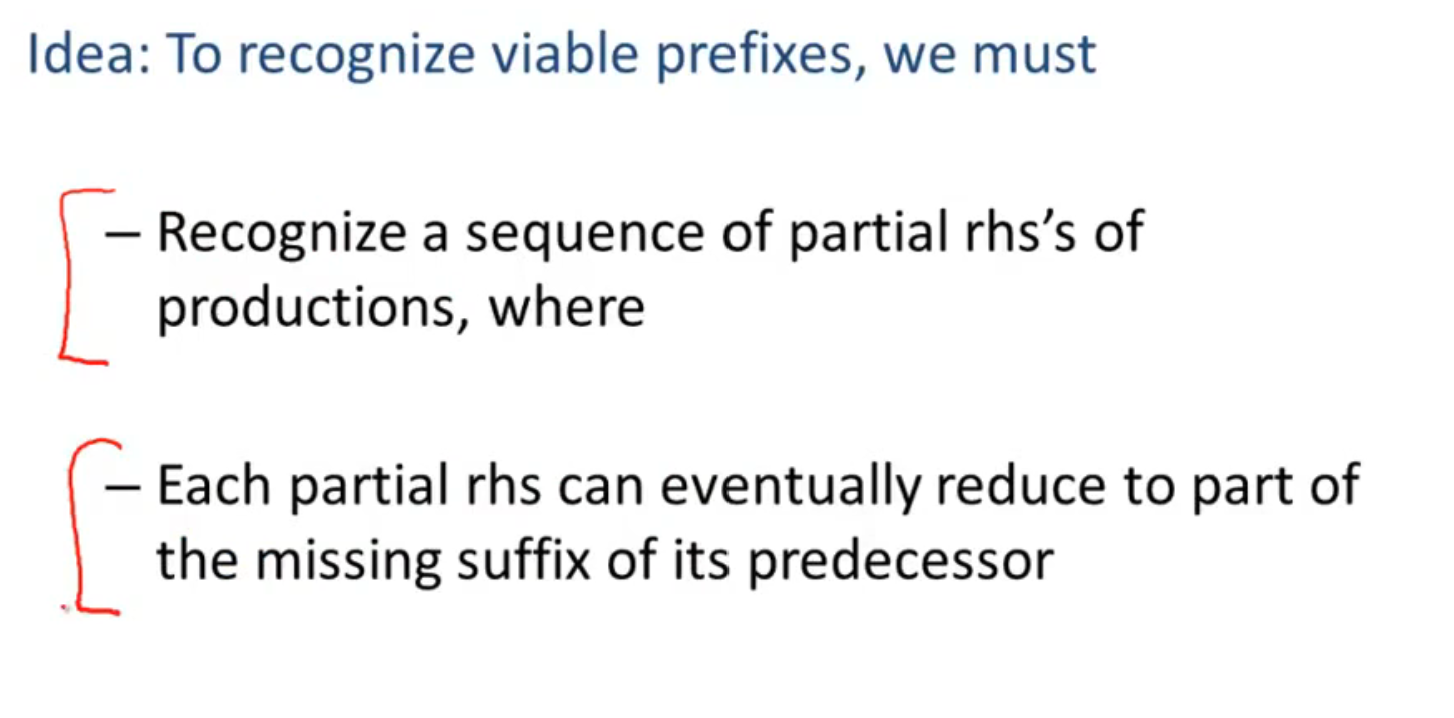 Idea: To recognize viable prefixes, we must
– Recognize a sequence of partial rhs’s of
productions, where
– Each partial rhs can eventually reduce to part of
the missing suffix of its predecessor